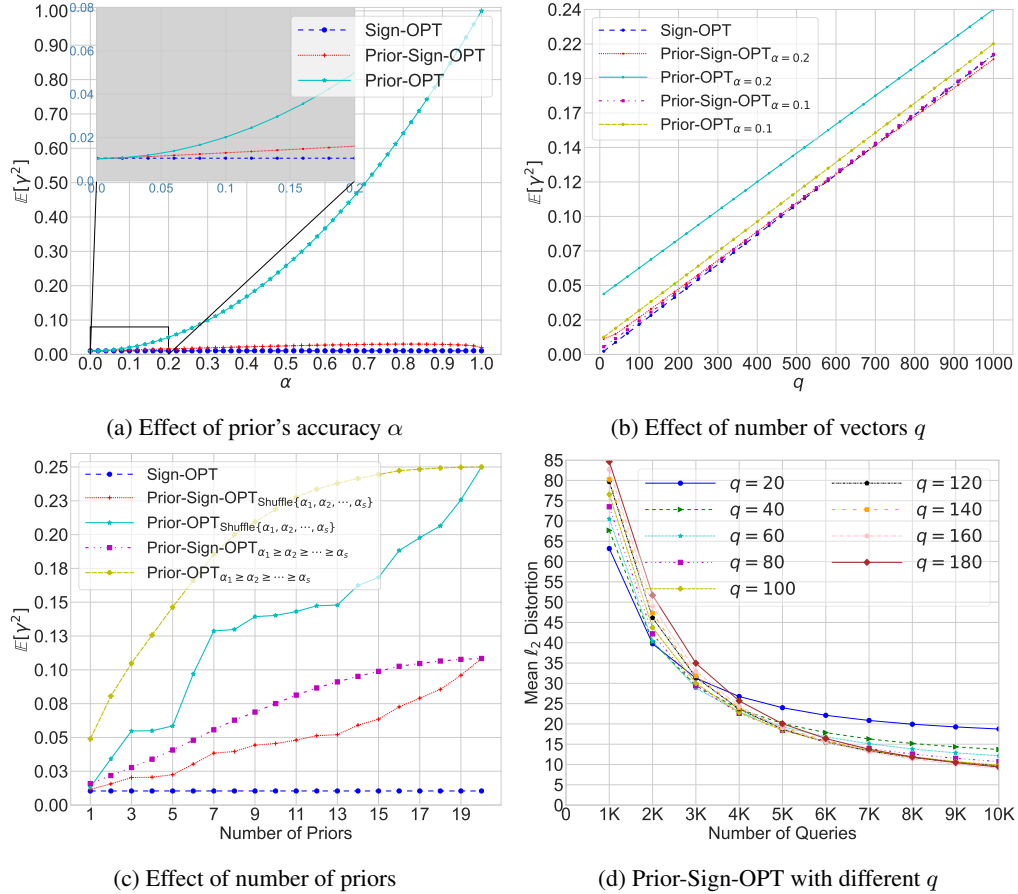 1.00
0.90
0.80
0.70
0.60
0.50
0.40
0.30
0.20
0.10
0.00
𝔼[γ²]
0.08
0.06
0.04
0.02
0.0
0.0
0.05
0.1
0.15
0.2
Sign-OPT
Prior-Sign-OPT
Prior-OPT
0.0 0.1 0.2 0.3 0.4 0.5 0.6 0.7 0.8 0.9 1.0
α
(a) Effect of prior's accuracy α
0.24
0.22
0.19
0.17
0.14
0.12
0.10
0.07
0.05
0.02
0.00
𝔼[γ²]
Sign-OPT
Prior-Sign-OPT α = 0.2
Prior-OPT α = 0.2
Prior-Sign-OPT α = 0.1
Prior-OPT α = 0.1
0 100 200 300 400 500 600 700 800 900 1000
q
(b) Effect of number of vectors q
0.25
0.23
0.20
0.18
0.15
0.13
0.10
0.07
0.05
0.03
0.00
𝔼[γ²]
Sign-OPT
Prior-Sign-OPT Shuffle{α₁, α₂, ⋯, αₛ}
Prior-OPT Shuffle{α₁, α₂, ⋯, αₛ}
Prior-Sign-OPT α₁ ≥ α₂ ≥ ⋯ ≥ αₛ
Prior-OPT α₁ ≥ α₂ ≥ ⋯ ≥ αₛ
1 3 5 7 9 11 13 15 17 19
Number of Priors
(c) Effect of number of priors
85
80
75
70
65
60
55
50
45
40
35
30
25
20
15
10
5
0
Mean ℓ₂ Distortion
q = 20
q = 40
q = 60
q = 80
q = 100
q = 120
q = 140
q = 160
q = 180
0 1K 2K 3K 4K 5K 6K 7K 8K 9K 10K
Number of Queries
(d) Prior-Sign-OPT with different q